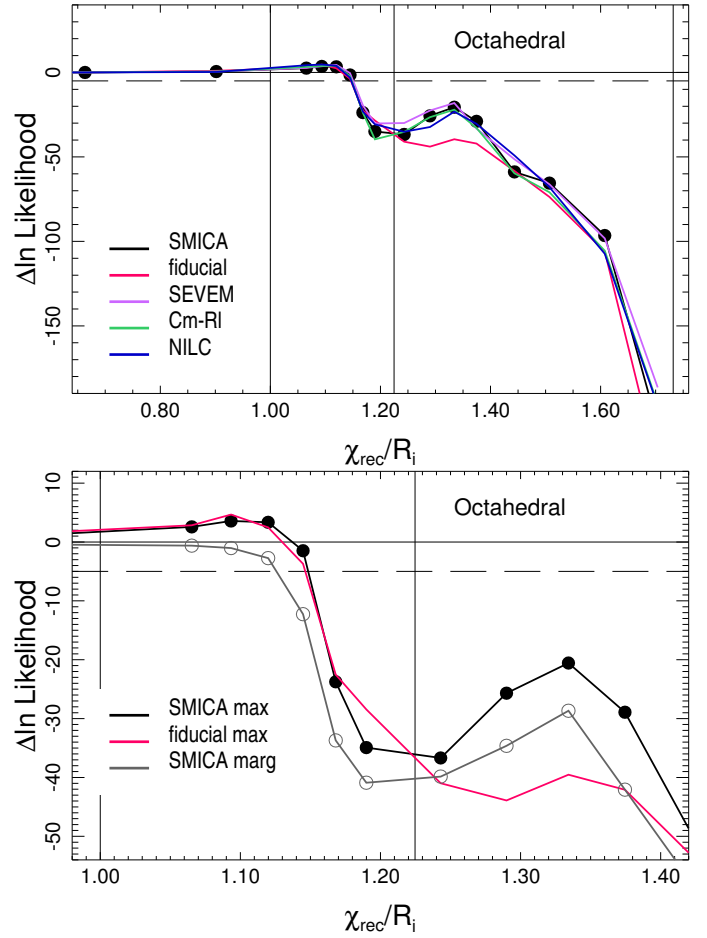 Octahedral
0
-50
-100
-150
ΔIn Likelihood
SMICA
fiducial
SEVEM
Cm-Rl
NILC
0.80 1.00 1.20 1.40 1.60
χrec/Ri
Octahedral
10
0
-10
-20
-30
-40
-50
ΔIn Likelihood
SMICA max
fiducial max
SMICA marg
1.00 1.10 1.20 1.30 1.40
χrec/Ri